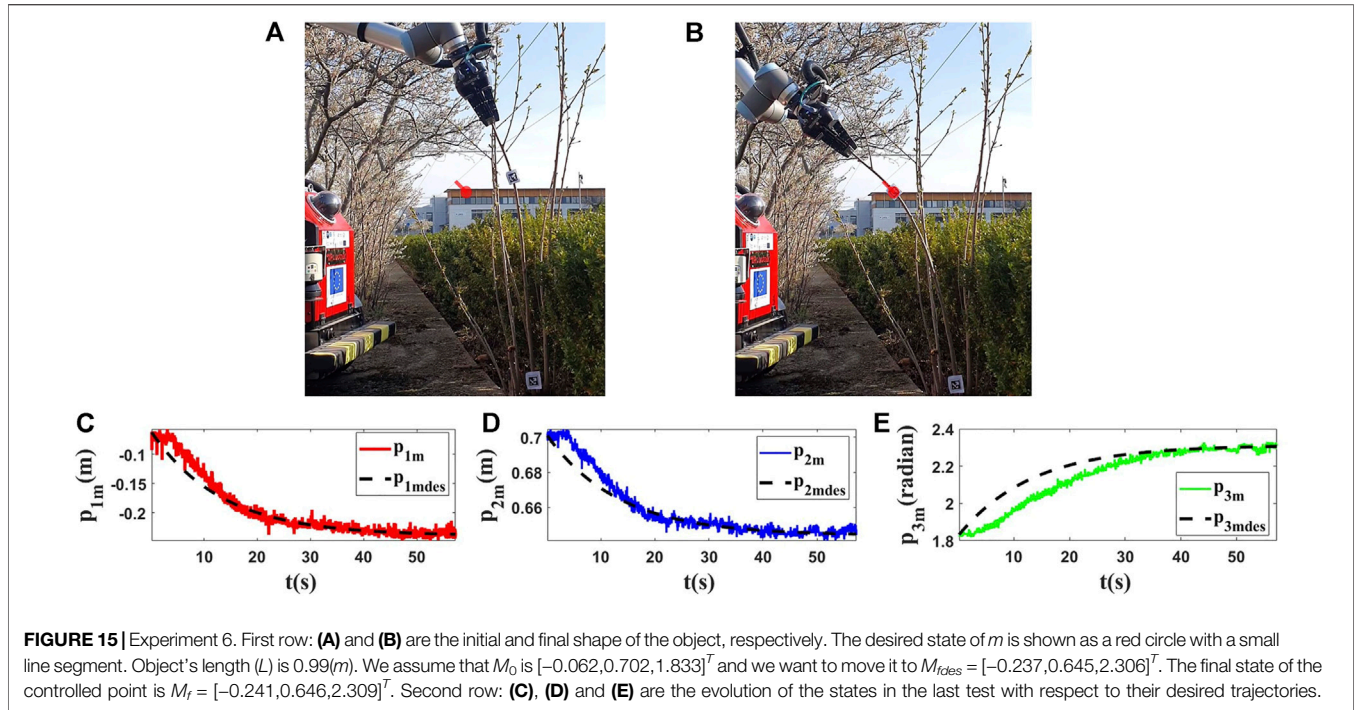 A
B
C
p1m(m)
-0.1
-0.15
-0.2
10 20 30 40 50
t(s)
p1m
p1mdes
D
p2m(m)
0.7
0.68
0.66
10 20 30 40 50
t(s)
p2m
p2mdes
E
p3m(radian)
2.4
2.2
2
1.8
10 20 30 40 50
t(s)
p3m
p3mdes
FIGURE 15 | Experiment 6. First row: (A) and (B) are the initial and final shape of the object, respectively. The desired state of m is shown as a red circle with a small
line segment. Object's length (L) is 0.99(m). We assume that M0 is [−0.062,0.702,1.833]^T and we want to move it to Mfdes = [−0.237,0.645,2.306]^T. The final state of the
controlled point is Mf = [−0.241,0.646,2.309]^T. Second row: (C), (D) and (E) are the evolution of the states in the last test with respect to their desired trajectories.